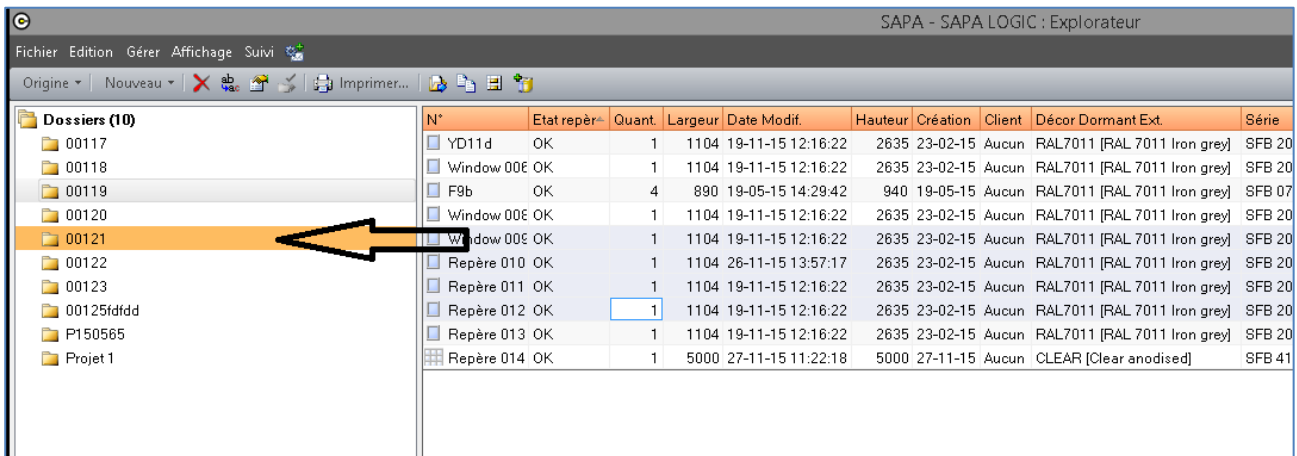 SAPA - SAPA LOGIC : Explorateur
Fichier Edition Gérer Affichage Suivi
Origine Nouveau Imprimer...
Dossiers (10)
00117
00118
00119
00120
00121
00122
00123
00125fdfdd
P150565
Projet 1
N° Etat repèr Quant. Largeur Date Modif. Hauteur Création Client Décor Dormant Ext. Série
YD11d OK 1 1104 19-11-15 12:16:22 2635 23-02-15 Aucun RAL7011 [RAL 7011 Iron grey] SFB 20
Window 006 OK 1 1104 19-11-15 12:16:22 2635 23-02-15 Aucun RAL7011 [RAL 7011 Iron grey] SFB 20
F9b OK 4 890 19-05-15 14:29:42 940 19-05-15 Aucun RAL7011 [RAL 7011 Iron grey] SFB 07
Window 008 OK 1 1104 19-11-15 12:16:22 2635 23-02-15 Aucun RAL7011 [RAL 7011 Iron grey] SFB 20
Window 009 OK 1 1104 19-11-15 12:16:22 2635 23-02-15 Aucun RAL7011 [RAL 7011 Iron grey] SFB 20
Repère 010 OK 1 1104 26-11-15 13:57:17 2635 23-02-15 Aucun RAL7011 [RAL 7011 Iron grey] SFB 20
Repère 011 OK 1 1104 19-11-15 12:16:22 2635 23-02-15 Aucun RAL7011 [RAL 7011 Iron grey] SFB 20
Repère 012 OK 1 1104 19-11-15 12:16:22 2635 23-02-15 Aucun RAL7011 [RAL 7011 Iron grey] SFB 20
Repère 013 OK 1 1104 19-11-15 12:16:22 2635 23-02-15 Aucun RAL7011 [RAL 7011 Iron grey] SFB 20
Repère 014 OK 1 5000 27-11-15 11:22:18 5000 27-11-15 Aucun CLEAR [Clear anodised] SFB 41